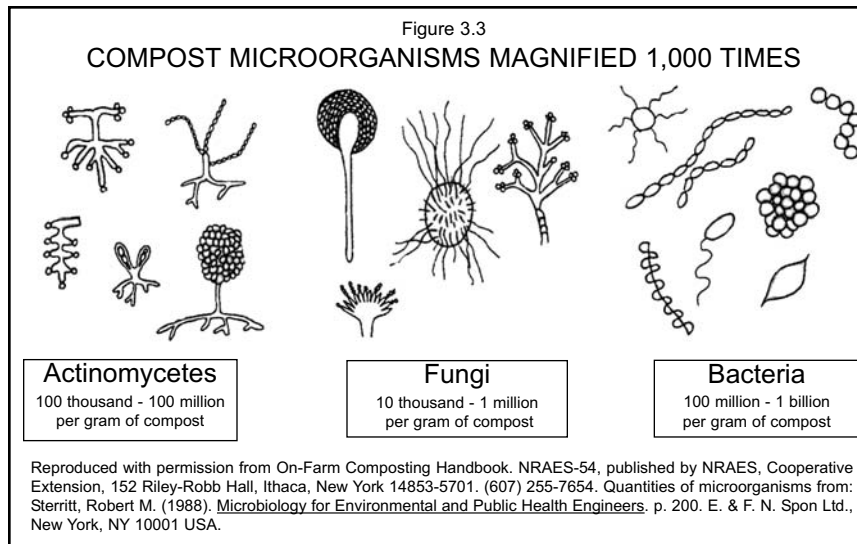 Figure 3.3
COMPOST MICROORGANISMS MAGNIFIED 1,000 TIMES
Actinomycetes
100 thousand - 100 million
per gram of compost
Fungi
10 thousand - 1 million
per gram of compost
Bacteria
100 million - 1 billion
per gram of compost
Reproduced with permission from On-Farm Composting Handbook. NRAES-54, published by NRAES, Cooperative
Extension, 152 Riley-Robb Hall, Ithaca, New York 14853-5701. (607) 255-7654. Quantities of microorganisms from:
Sterritt, Robert M. (1988). Microbiology for Environmental and Public Health Engineers. p. 200. E. & F. N. Spon Ltd.,
New York, NY 10001 USA.